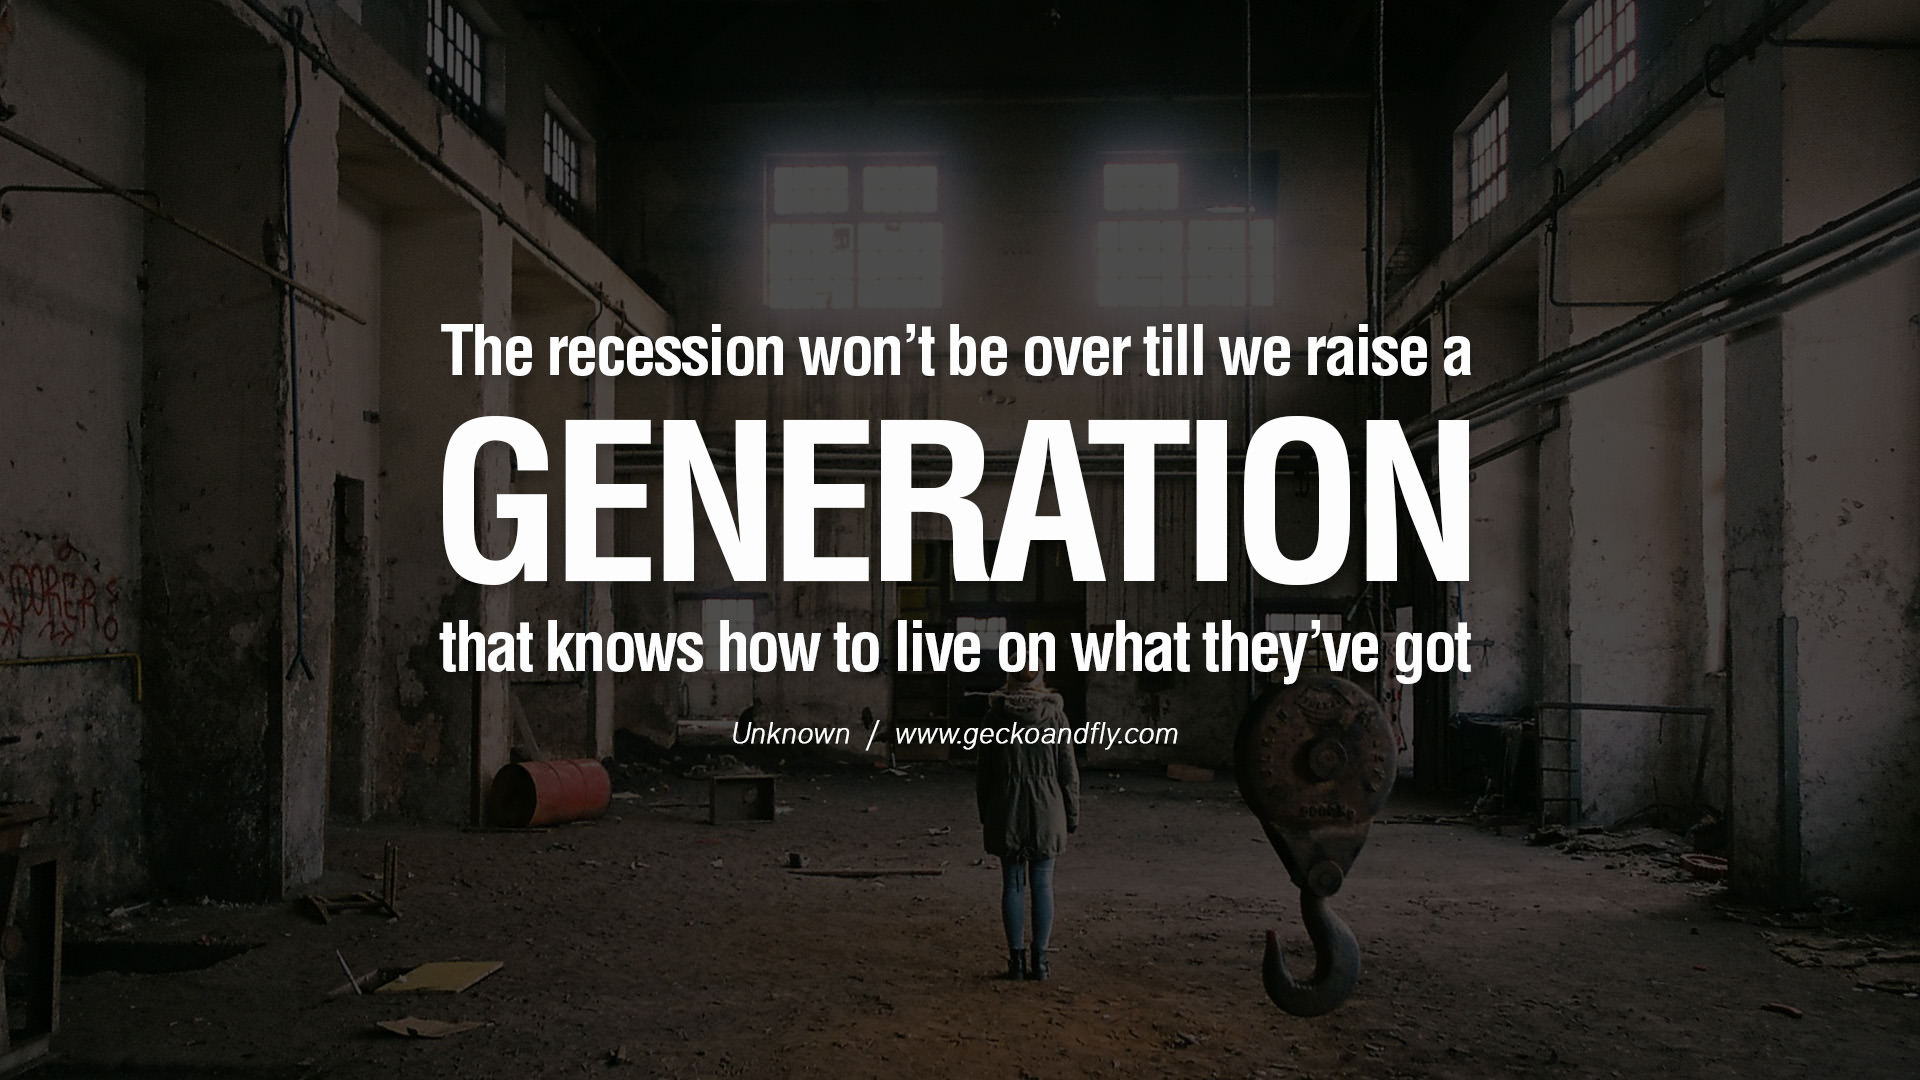 The recession won’t be over till we raise a
GENERATION
that knows how to live on what they’ve got
Unknown / www.geckoandfly.com